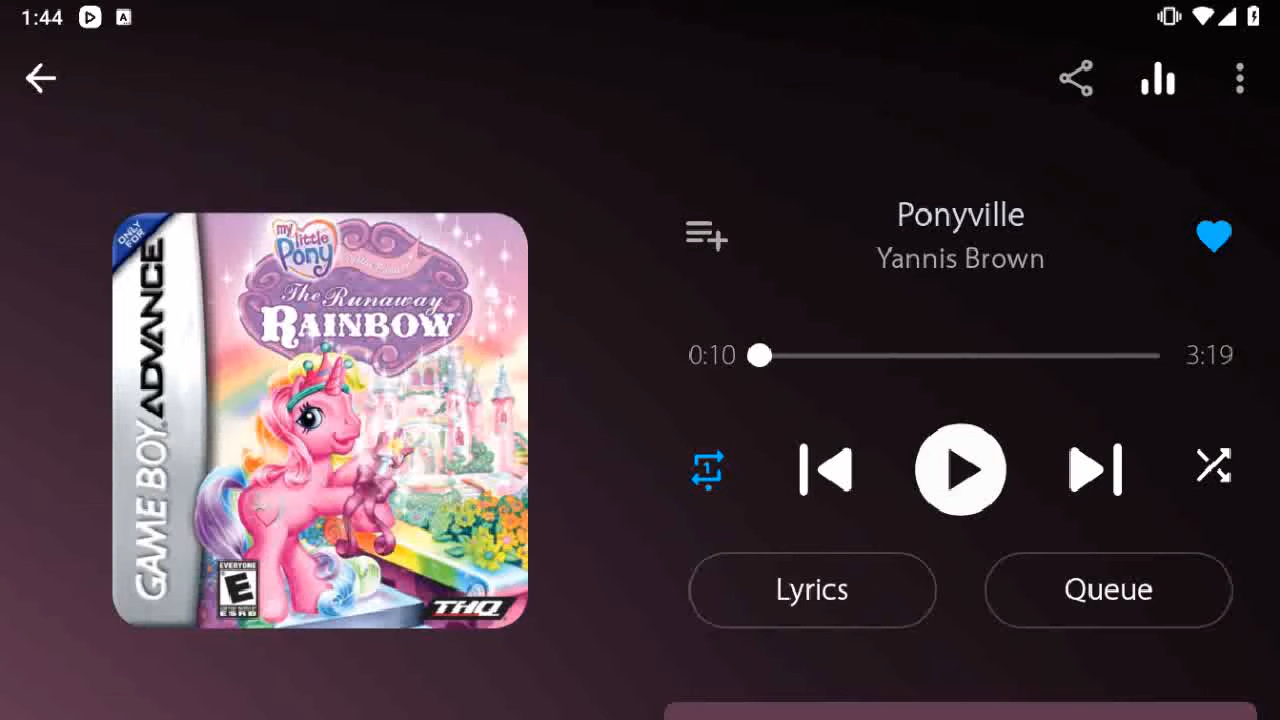 1:44
A
ONLY
FOR
GAME BOY ADVANCE
my
little
Pony
The Runaway
RAINBOW
EVERYONE
E
ESRB
THQ
Ponyville
Yannis Brown
0:10
3:19
1
Lyrics
Queue